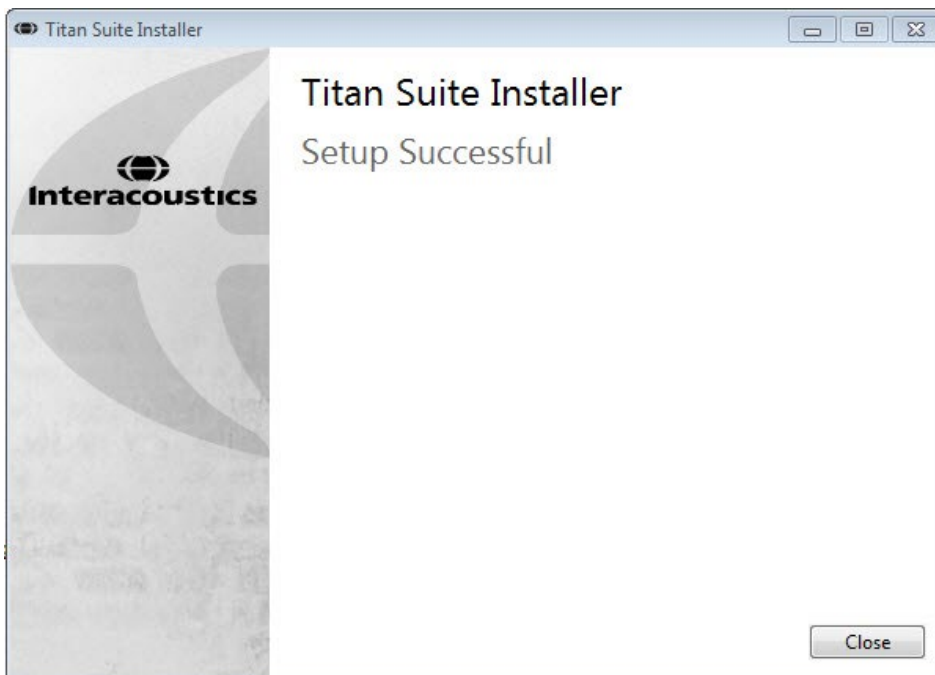 Titan Suite Installer
Titan Suite Installer
Setup Successful
Interacoustics
Close